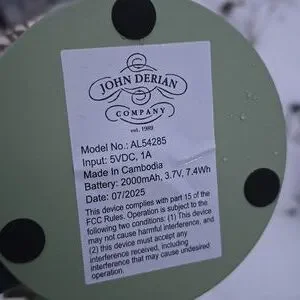 JOHN DERIAN
COMPANY
est. 1989
Model No.: AL54285
Input: 5VDC, 1A
Made In Cambodia
Battery: 2000mAh, 3.7V, 7.4Wh
Date: 07/2025
This device complies with part 15 of the
FCC Rules. Operation is subject to the
following two conditions: (1) This device
may not cause harmful interference, and
(2) this device must accept any
interference received, including
interference that may cause undesired
operation.